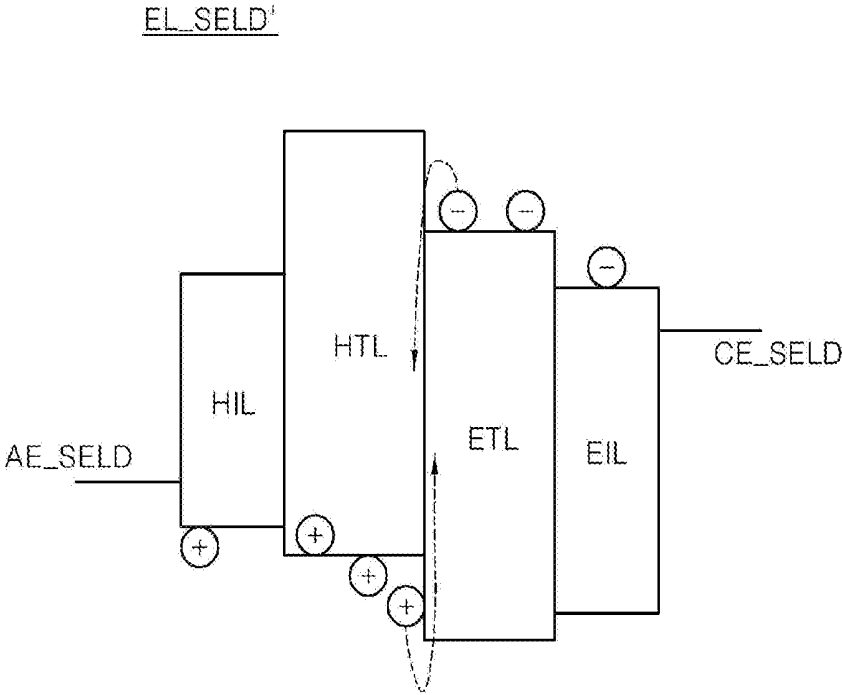 EL_SELD'
HTL
CE_SELD
HIL
ETL
EIL
AE_SELD
−
−
−
+
+
+
+